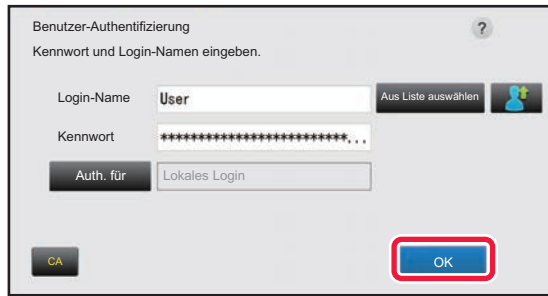 Benutzer-Authentifizierung
?
Kennwort und Login-Namen eingeben.
Login-Name User Aus Liste auswählen
Kennwort *************************...
Auth. für Lokales Login
CA OK